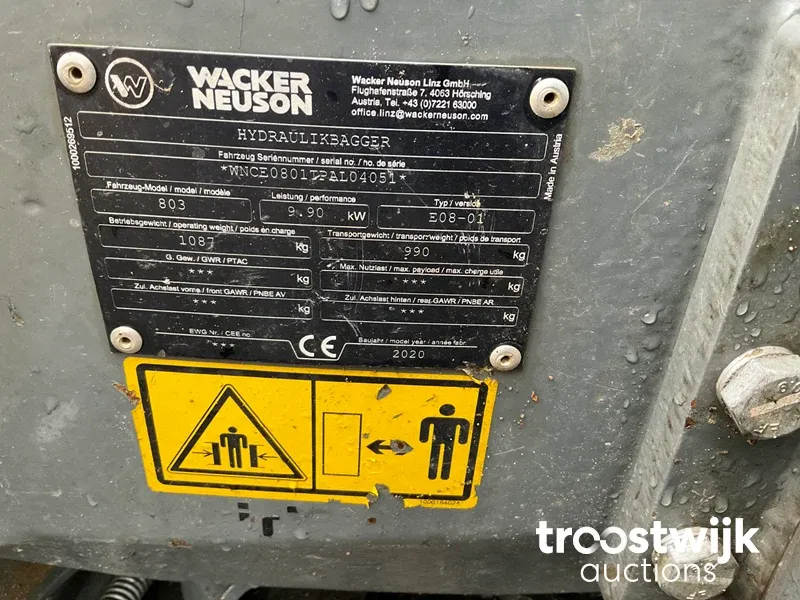 WACKER
NEUSON
Wacker Neuson Linz GmbH
Flughafenstraße 7, 4063 Hörsching
Austria, Tel. +43 (0)7221 63000
office.linz@wackerneuson.com
1000269512
HYDRAULIKBAGGER
Fahrzeug Seriennummer / serial no. / no. de série
*WNCE0801TPAL04051*
Made in Austria
Fahrzeug-Model / model / modèle
803
Leistung / performance
9.90 kW
Typ / version
E08-01
Betriebsgewicht / operating weight / poids en charge
1087 kg
Transportgewicht / transport weight / poids de transport
990 kg
G. Gew. / GWR / PTAC
*** kg
Max. Nutzlast / max. payload / max. charge utile
*** kg
Zul. Achslast vorne / front GAWR / PNBE AV
*** kg
Zul. Achslast hinten / rear GAWR / PNBE AR
*** kg
EWG Nr. / CEE no.
***
CE
Baujahr / model year / année fabr.
2020
troostwijk
auctions